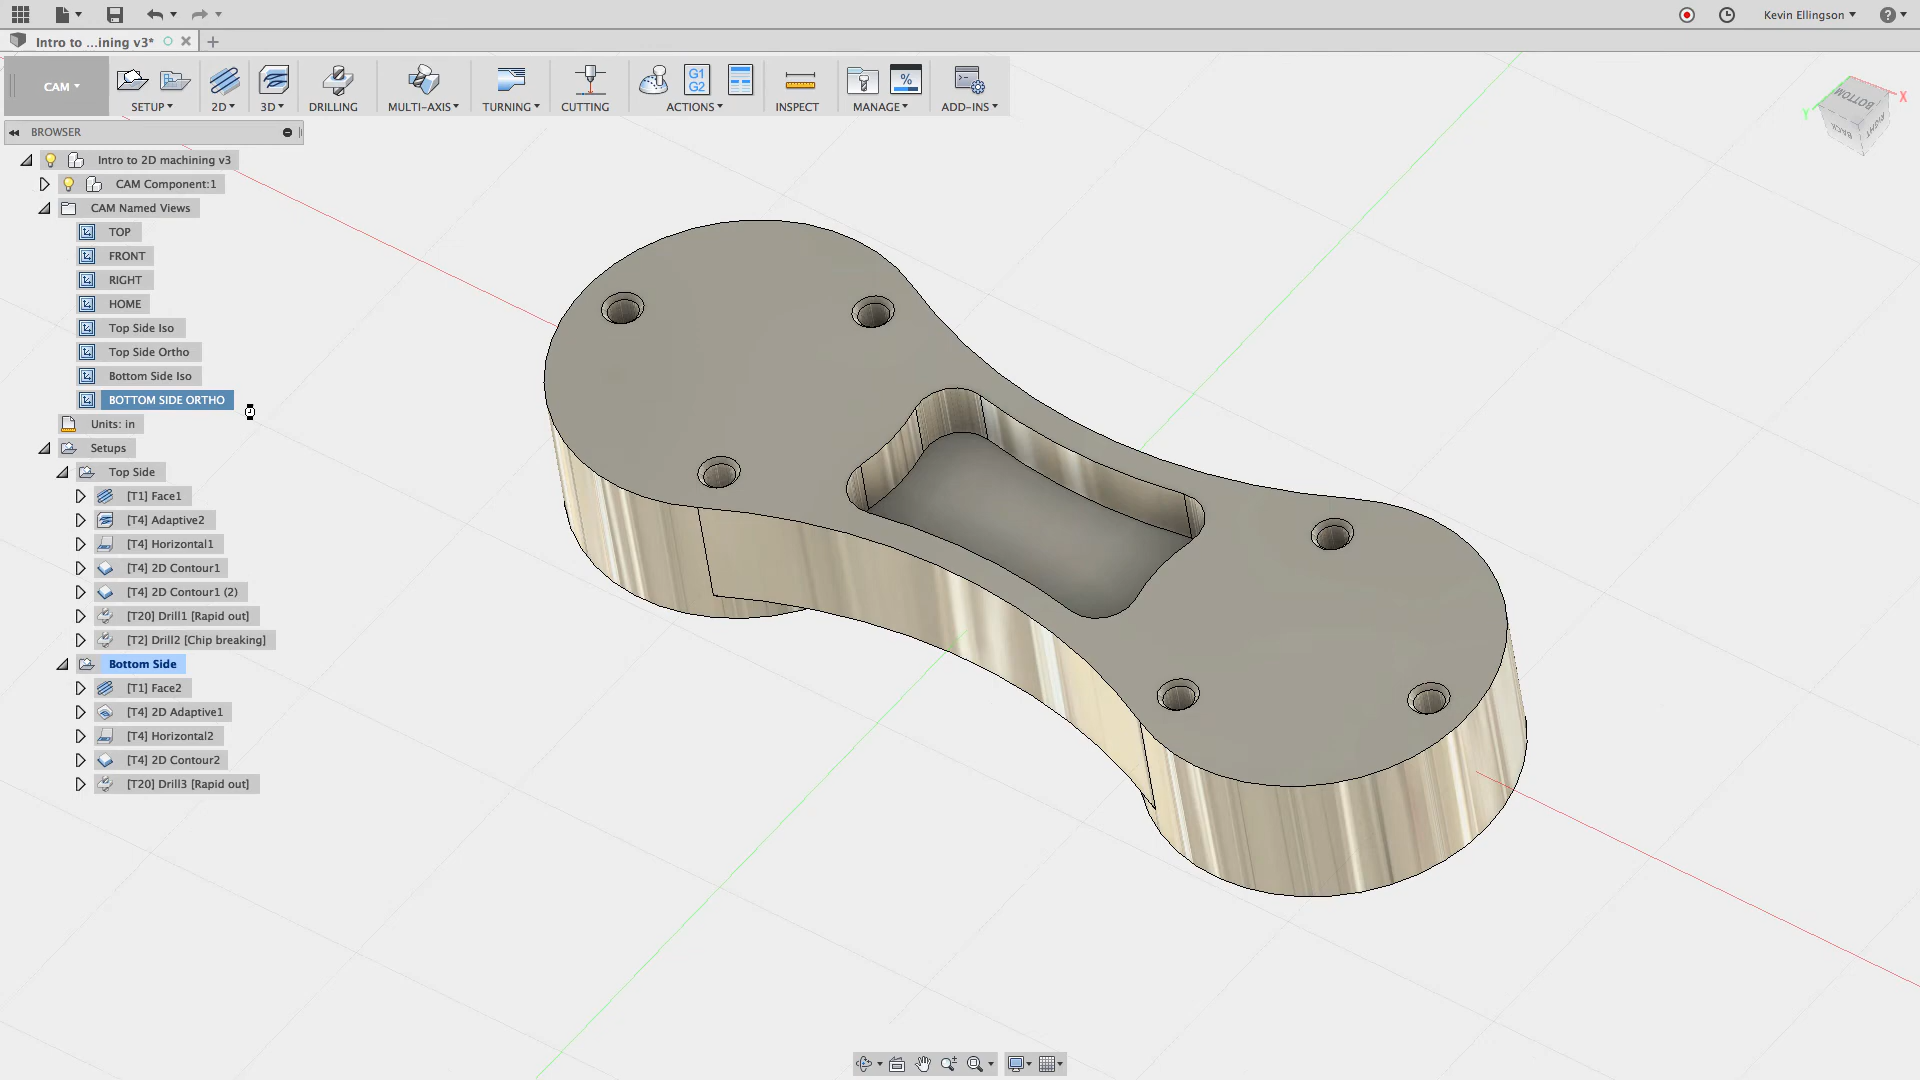 Kevin Ellingson
Intro to ...ining v3*
CAM
G1
G2
%
SETUP
2D
3D
DRILLING
MULTI-AXIS
TURNING
CUTTING
ACTIONS
INSPECT
MANAGE
ADD-INS
BROWSER
Intro to 2D machining v3
CAM Component:1
CAM Named Views
TOP
FRONT
RIGHT
HOME
Top Side Iso
Top Side Ortho
Bottom Side Iso
BOTTOM SIDE ORTHO
Units: in
Setups
Top Side
[T1] Face1
[T4] Adaptive2
[T4] Horizontal1
[T4] 2D Contour1
[T4] 2D Contour1 (2)
[T20] Drill1 [Rapid out]
[T2] Drill2 [Chip breaking]
Bottom Side
[T1] Face2
[T4] 2D Adaptive1
[T4] Horizontal2
[T4] 2D Contour2
[T20] Drill3 [Rapid out]
X
Y
BOTTOM
BACK
RIGHT